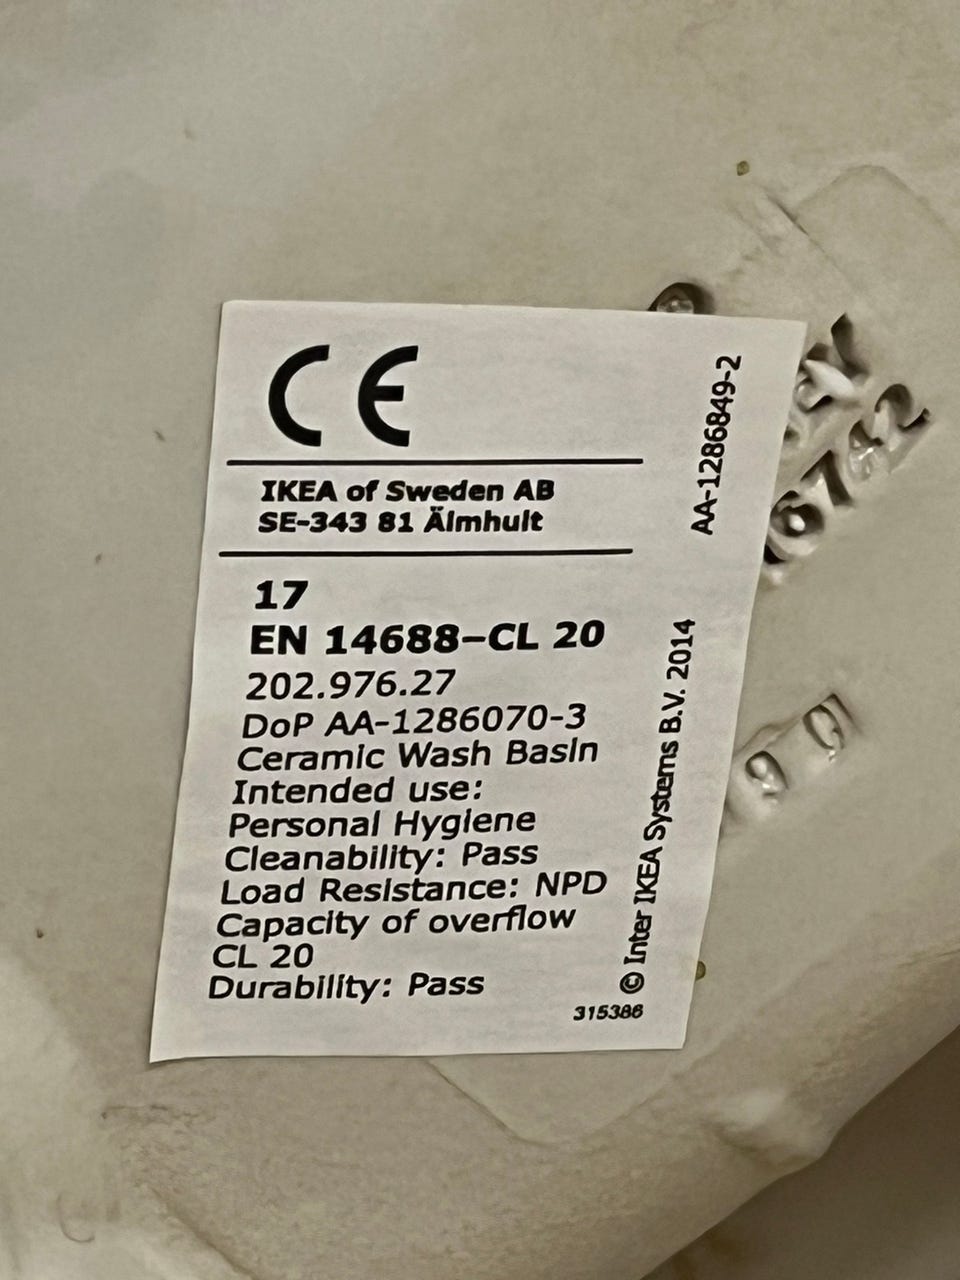 CE
IKEA of Sweden AB
SE-343 81 Älmhult
17
EN 14688-CL 20
202.976.27
DoP AA-1286070-3
Ceramic Wash Basin
Intended use:
Personal Hygiene
Cleanability: Pass
Load Resistance: NPD
Capacity of overflow
CL 20
Durability: Pass
AA-1286849-2
© Inter IKEA Systems B.V. 2014
315386